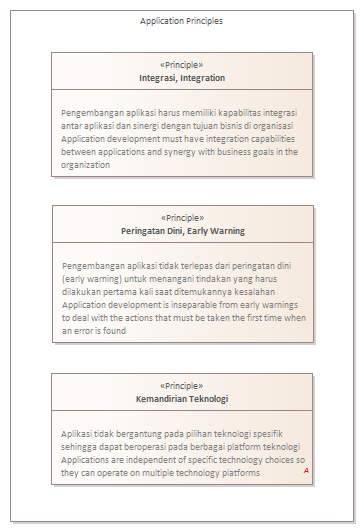 Application Principles
«Principle»
Integrasi, Integration
Pengembangan aplikasi harus memiliki kapabilitas integrasi
antar aplikasi dan sinergi dengan tujuan bisnis di organisasi
Application development must have integration capabilities
between applications and synergy with business goals in the
organization
«Principle»
Peringatan Dini, Early Warning
Pengembangan aplikasi tidak terlepas dari peringatan dini
(early warning) untuk menangani tindakan yang harus
dilakukan pertama kali saat ditemukannya kesalahan
Application development is inseparable from early warnings
to deal with the actions that must be taken the first time when
an error is found
«Principle»
Kemandirian Teknologi
Aplikasi tidak bergantung pada pilihan teknologi spesifik
sehingga dapat beroperasi pada berbagai platform teknologi
Applications are independent of specific technology choices so
they can operate on multiple technology platforms
A